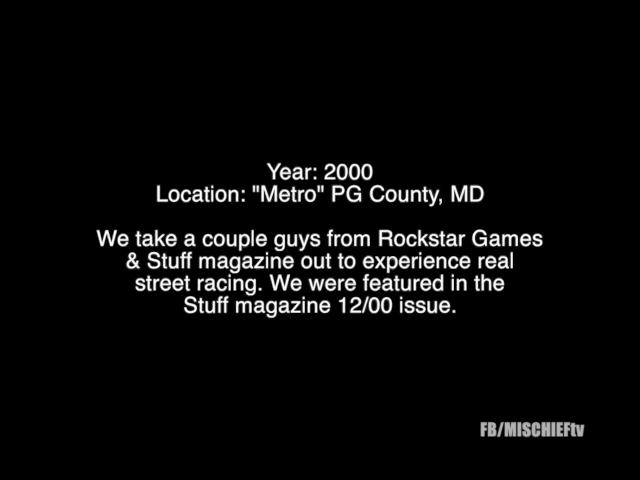 Year: 2000
Location: "Metro" PG County, MD
We take a couple guys from Rockstar Games
& Stuff magazine out to experience real
street racing. We were featured in the
Stuff magazine 12/00 issue.
FB/MISCHIEFtv